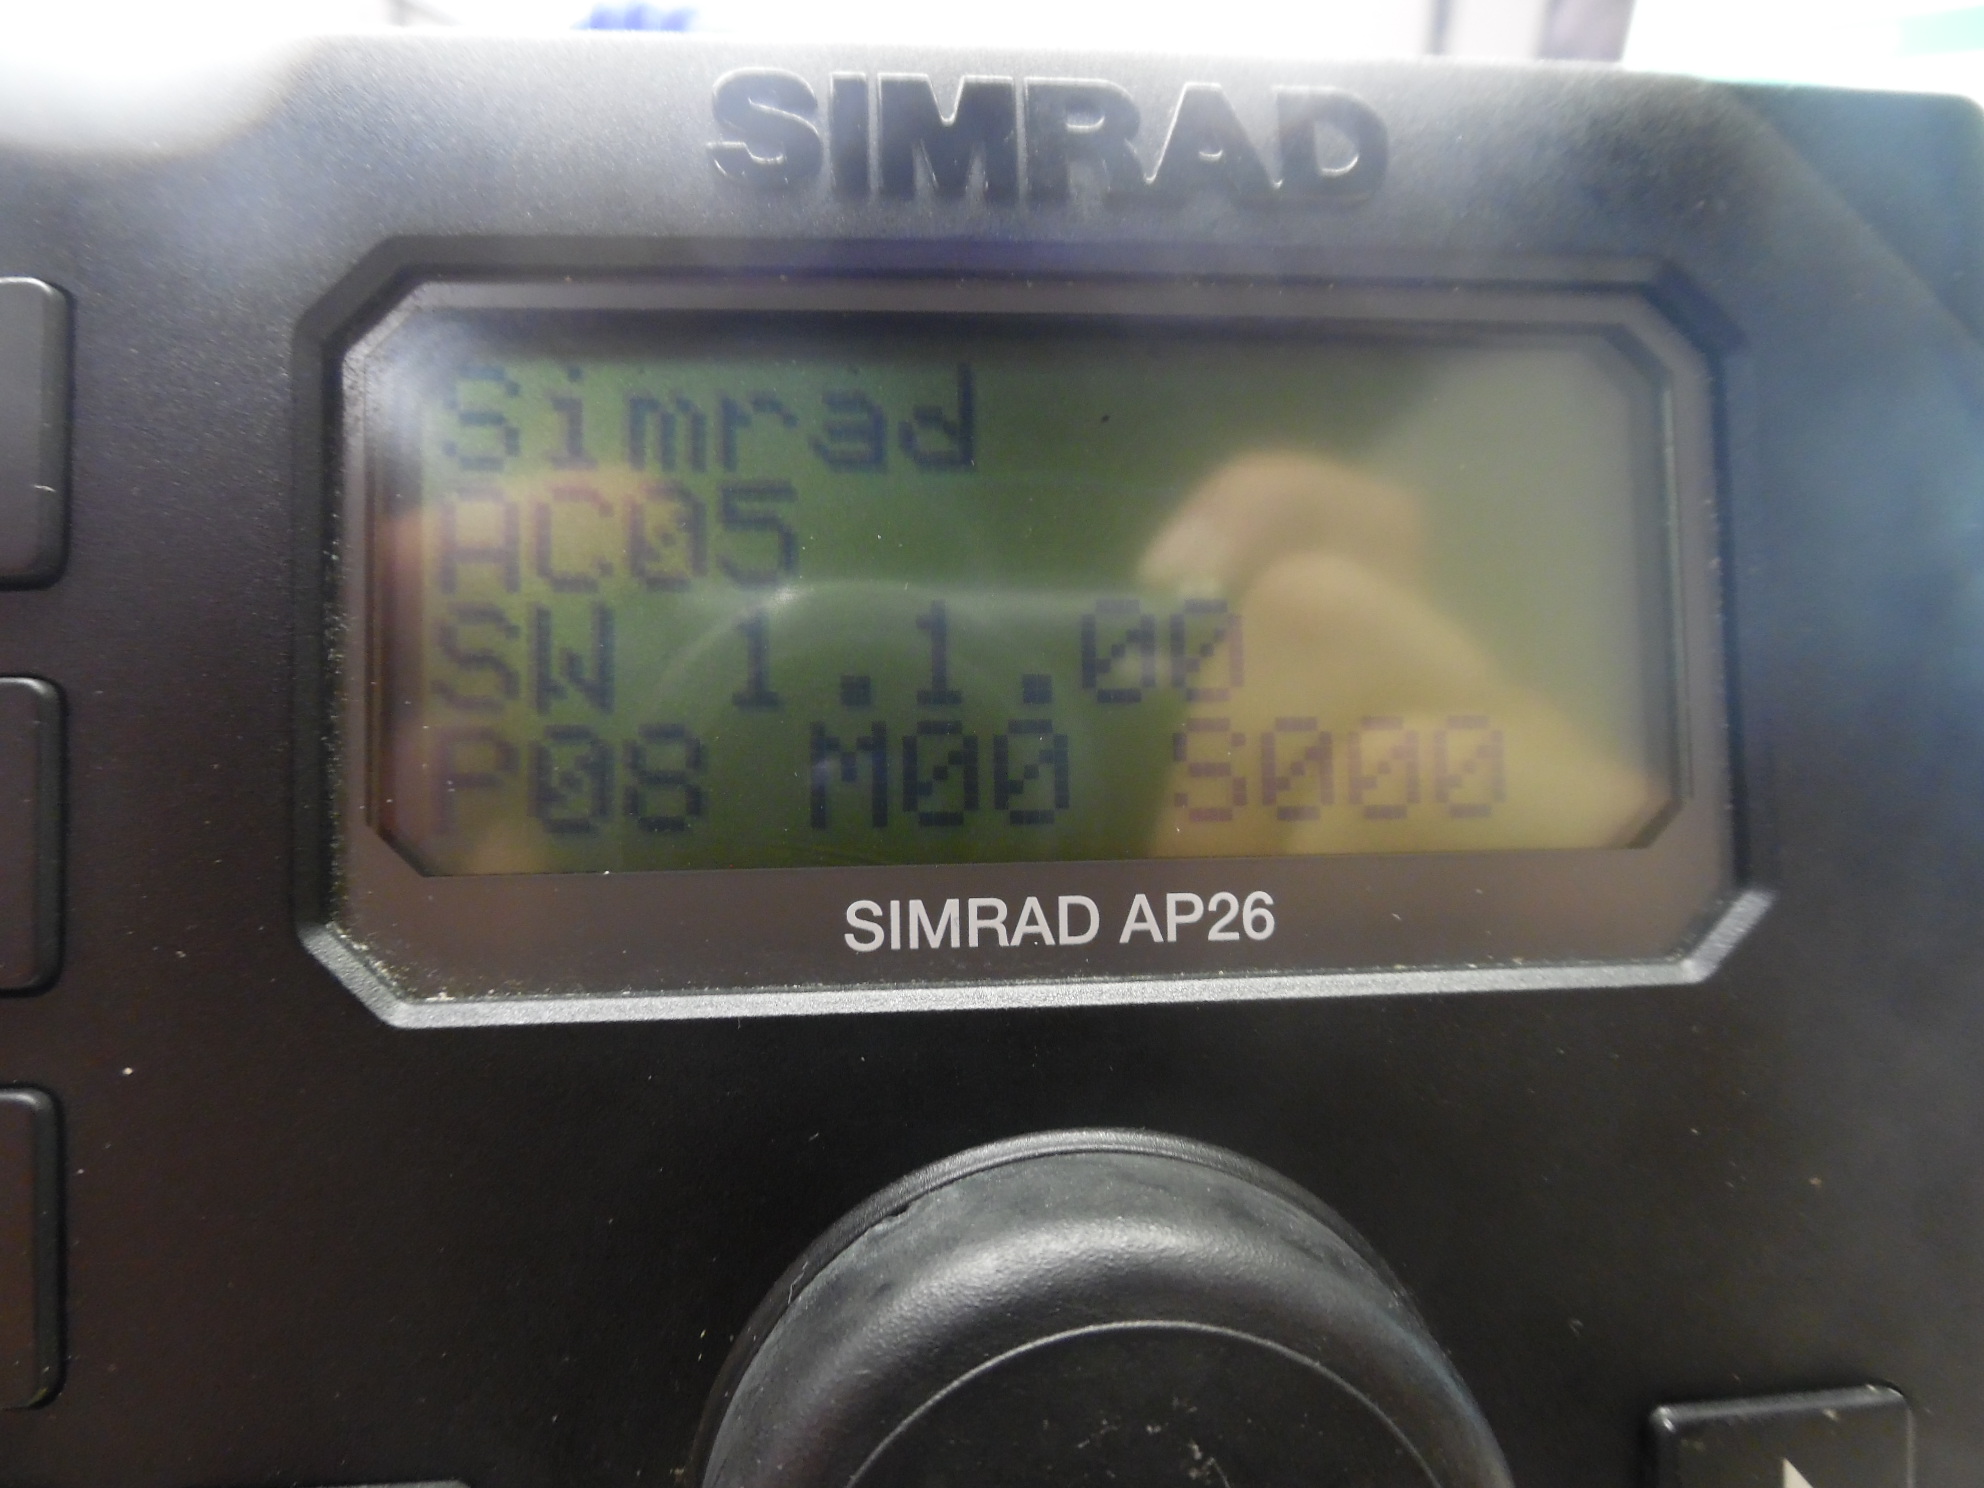 SIMRAD
Simrad
AC05
SW 1.1.00
P08 M00 S000
SIMRAD AP26